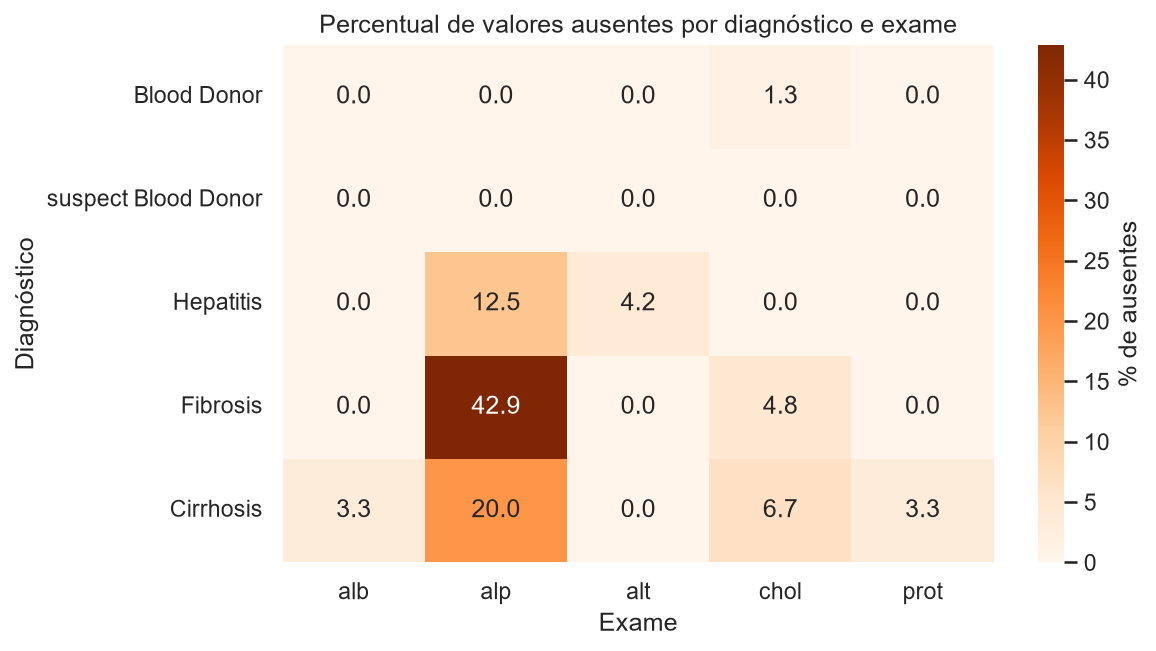 Percentual de valores ausentes por diagnóstico e exame
Blood Donor 0.0 0.0 0.0 1.3 0.0
suspect Blood Donor 0.0 0.0 0.0 0.0 0.0
Hepatitis 0.0 12.5 4.2 0.0 0.0
Fibrosis 0.0 42.9 0.0 4.8 0.0
Cirrhosis 3.3 20.0 0.0 6.7 3.3
alb alp alt chol prot
Exame
Diagnóstico
40
35
30
25
20
15
10
5
0
% de ausentes